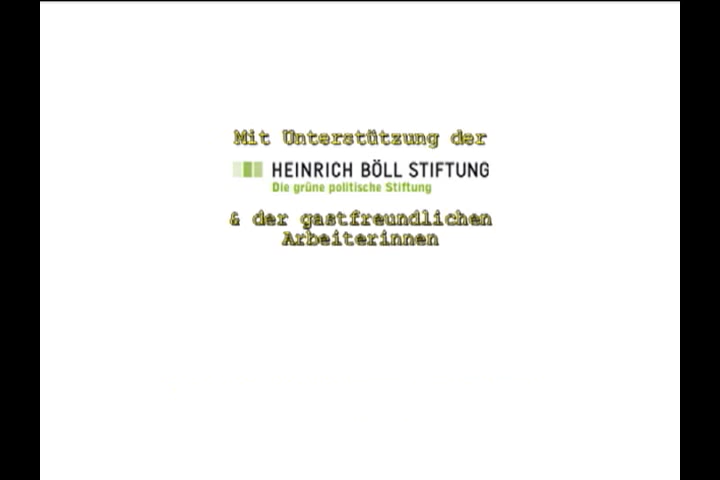 Mit Unterstützung der
HEINRICH BÖLL STIFTUNG
Die grüne politische Stiftung
& der gastfreundlichen
Arbeiterinnen